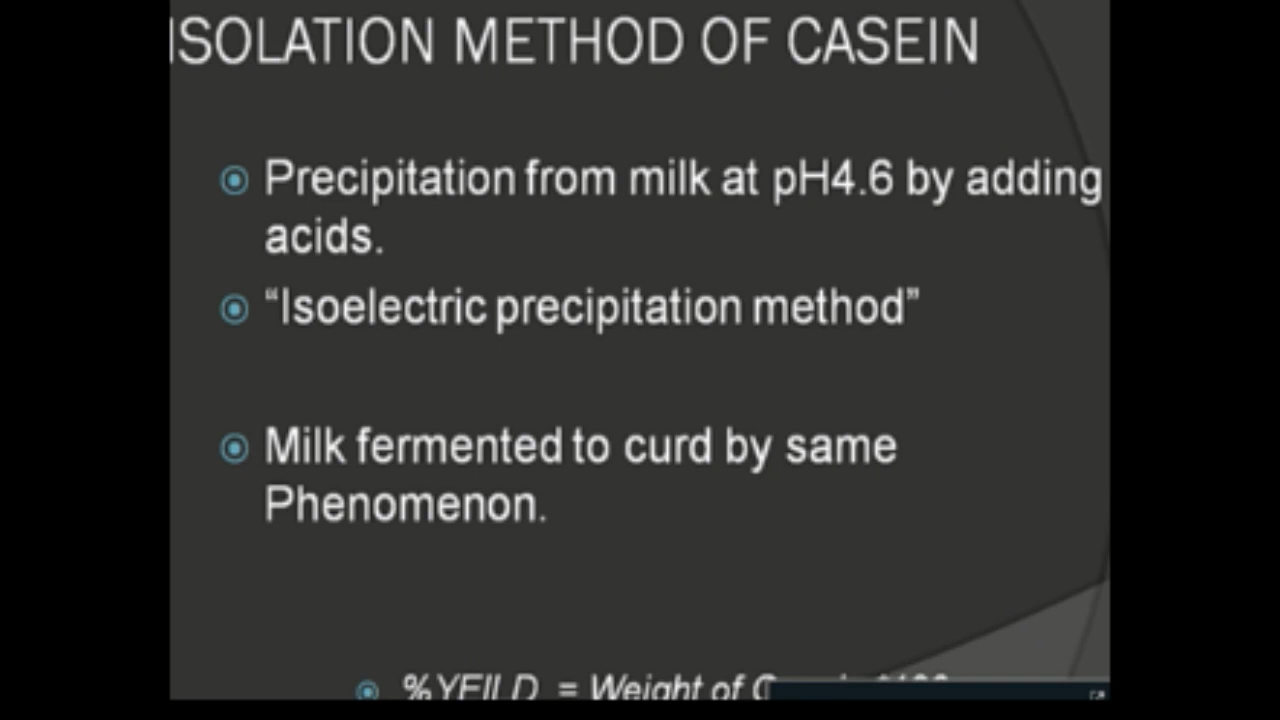 ISOLATION METHOD OF CASEIN
Precipitation from milk at pH4.6 by adding
acids.
“Isoelectric precipitation method”
Milk fermented to curd by same
Phenomenon.
%YEILD = Weight of